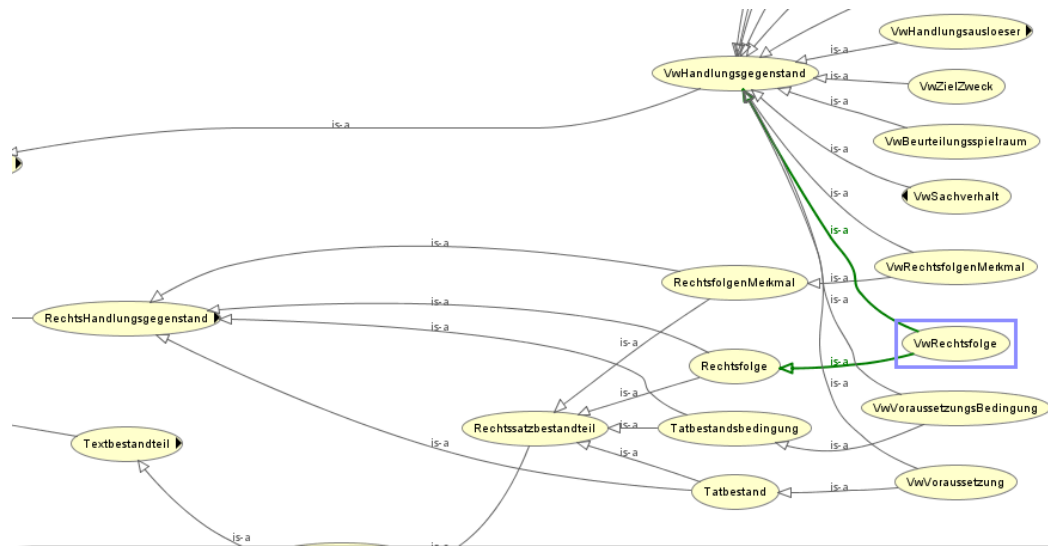 VwHandlungsausloeser
is-a
VwHandlungsgegenstand
is-a
VwZielZweck
is-a
is-a
VwBeurteilungsspielraum
is-a
VwSachverhalt
is-a
is-a
is-a
VwRechtsfolgenMerkmal
RechtsfolgenMerkmal
is-a
is-a
is-a
RechtsHandlungsgegenstand
is-a
is-a
VwRechtsfolge
Rechtsfolge
is-a
is-a
is-a
VwVoraussetzungsBedingung
Rechtssatzbestandteil
is-a
Tatbestandsbedingung
Textbestandteil
is-a
is-a
is-a
VwVoraussetzung
Tatbestand
is-a
is-a
is-a